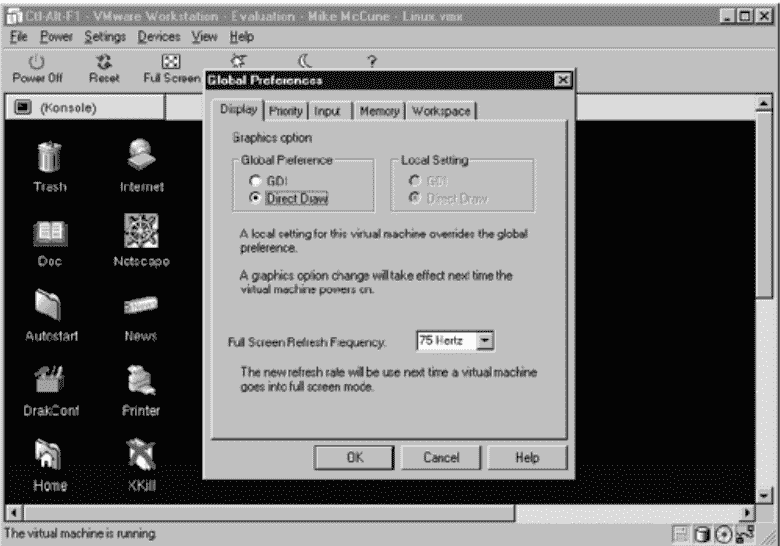 Ctl-Alt-F1 - VMware Workstation - Evaluation - Mike McCune - Linux.vmx
File Power Settings Devices View Help
Power Off Reset Full Screen
?
Global Preferences
(Konsole)
Display Priority Input Memory Workspace
Graphics option
Global Preference Local Setting
GDI GDI
Direct Draw Direct Draw
A local setting for this virtual machine overrides the global
preference.
A graphics option change will take effect next time the
virtual machine powers on.
Full Screen Refresh Frequency: 75 Hertz
The new refresh rate will be use next time a virtual machine
goes into full screen mode.
OK Cancel Help
Trash Internet
Doc Netscape
Autostart News
DrakConf Printer
Home XKill
The virtual machine is running.